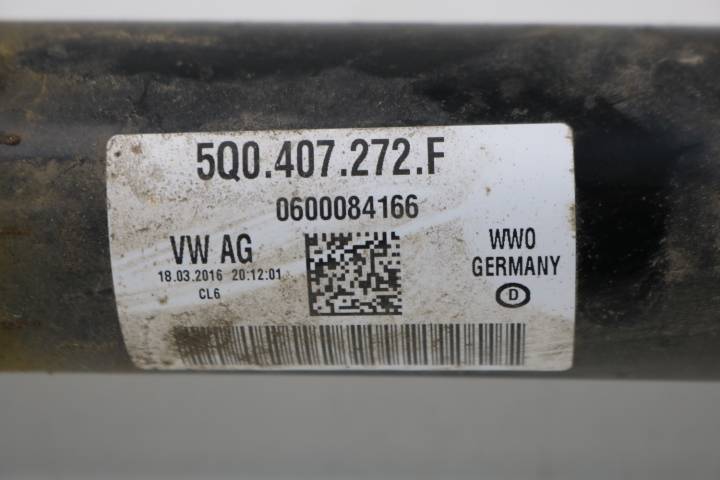 5Q0.407.272.F
0600084166
VW AG
18.03.2016 20:12:01
CL6
WWO
GERMANY
D